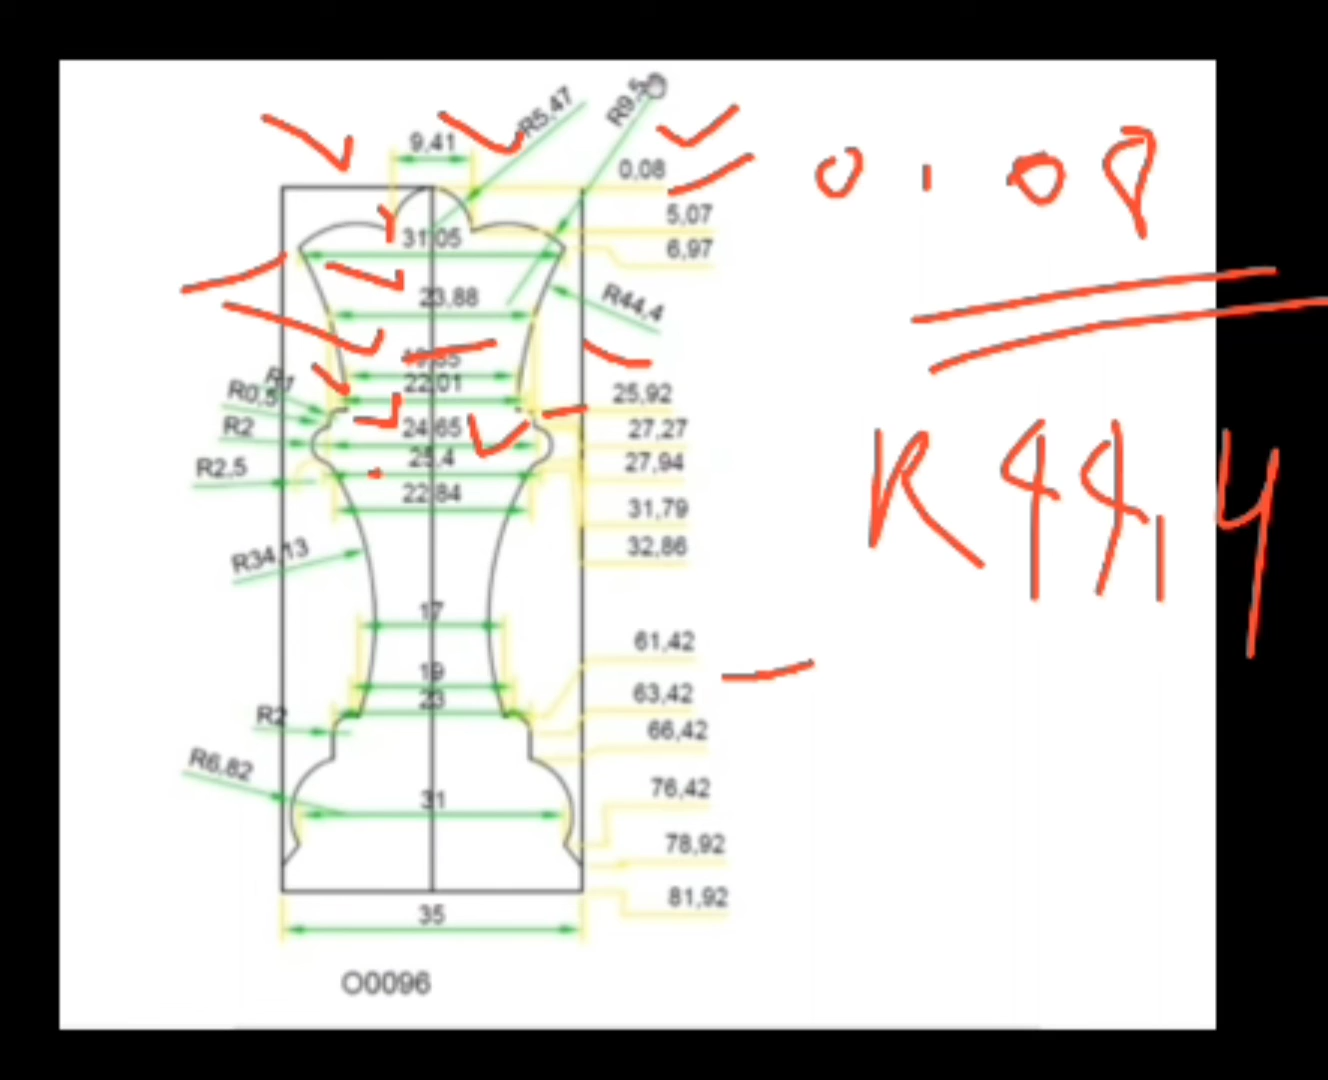 R5,47
R9,5
9,41
0,08
0.08
5,07
31,05
6,97
23,88
R44,4
22,01
R1
R0,5
25,92
R2
24,65
27,27
25,4
27,94
R2,5
22,84
31,79
R44,4
R34,13
32,86
17
61,42
19
63,42
23
R2
66,42
R6,82
31
76,42
78,92
81,92
35
O0096